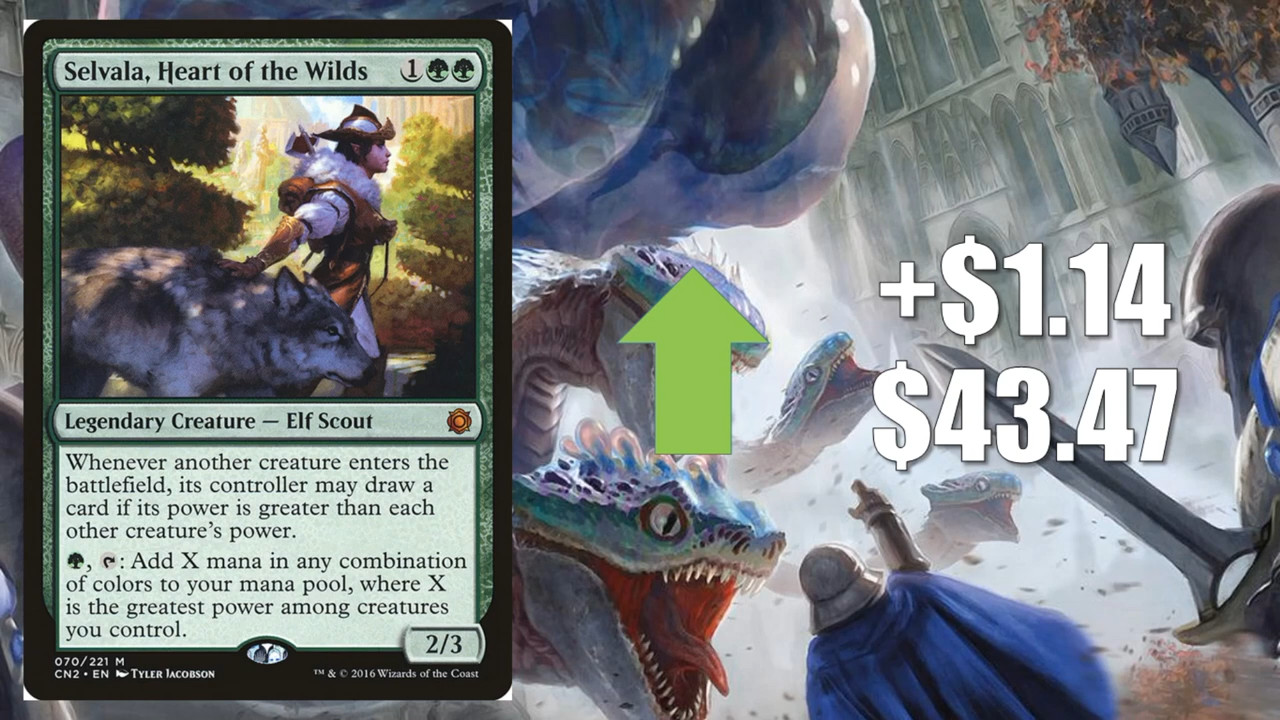 Selvala, Heart of the Wilds 1
Legendary Creature — Elf Scout
Whenever another creature enters the
battlefield, its controller may draw a
card if its power is greater than each
other creature's power.
, : Add X mana in any combination
of colors to your mana pool, where X
is the greatest power among creatures
you control.
2/3
070/221 M
CN2 • EN TYLER JACOBSON
™ & © 2016 Wizards of the Coast
+$1.14
$43.47